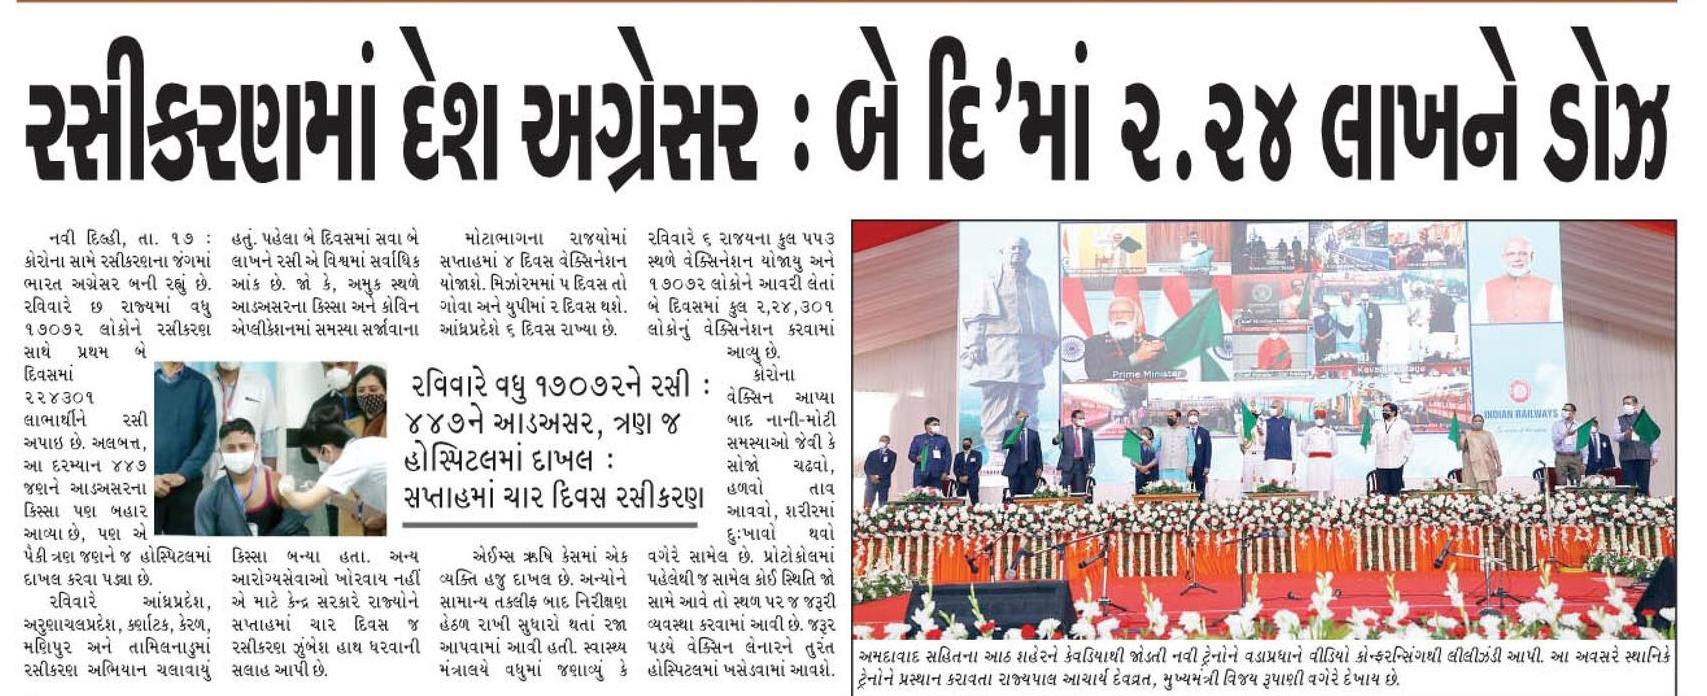 રસીકરણમાં દેશ અગ્રેસર : બે દિ’માં ૨.૨૪ લાખને ડોઝ
નવી દિલ્હી, તા. ૧૭ :
કોરોના સામે રસીકરણના જંગમાં
ભારત અગ્રેસર બની રહ્યું છે.
રવિવારે છ રાજ્યમાં વધુ
૧૭૦૭૨ લોકોને રસીકરણ
સાથે પ્રથમ બે
દિવસમાં
૨૨૪૩૦૧
લાભાર્થીને રસી
અપાઇ છે. અલબત્ત,
આ દરમ્યાન ૪૪૭
જણને આડઅસરના
કિસ્સા પણ બહાર
આવ્યા છે, પણ એ
પૈકી ત્રણ જણને જ હોસ્પિટલમાં
દાખલ કરવા પડ્યા છે.
રવિવારે આંધ્રપ્રદેશ,
અરુણાચલપ્રદેશ, કર્ણાટક, કેરળ,
મણિપુર અને તામિલનાડુમાં
રસીકરણ અભિયાન ચલાવાયું
હતું. પહેલા બે દિવસમાં સવા બે
લાખને રસી એ વિશ્વમાં સર્વાધિક
આંક છે. જો કે, અમુક સ્થળે
આડઅસરના કિસ્સા અને કોવિન
એપ્લીકેશનમાં સમસ્યા સર્જાવાના
કિસ્સા બન્યા હતા. અન્ય
આરોગ્યસેવાઓ ખોરવાય નહીં
એ માટે કેન્દ્ર સરકારે રાજ્યોને
સપ્તાહમાં ચાર દિવસ જ
રસીકરણ ઝુંબેશ હાથ ધરવાની
સલાહ આપી છે.
મોટાભાગના રાજયોમાં
સપ્તાહમાં ૪ દિવસ વેક્સિનેશન
યોજાશે. મિઝોરમમાં ૫ દિવસ તો
ગોવા અને યુપીમાં ૨ દિવસ થશે.
આંધ્રપ્રદેશે ૬ દિવસ રાખ્યા છે.
રવિવારે વધુ ૧૭૦૭૨ને રસી :
૪૪૭ને આડઅસર, ત્રણ જ
હોસ્પિટલમાં દાખલ :
સપ્તાહમાં ચાર દિવસ રસીકરણ
એઈમ્સ ઋષિ કેસમાં એક
વ્યક્તિ હજુ દાખલ છે. અન્યોને
સામાન્ય તકલીફ બાદ નિરીક્ષણ
હેઠળ રાખી સુધારો થતાં રજા
આપવામાં આવી હતી. સ્વાસ્થ્ય
મંત્રાલયે વધુમાં જણાવ્યું કે
રવિવારે ૬ રાજયના કુલ ૫૫૩
સ્થળે વેક્સિનેશન યોજાયુ અને
૧૭૦૭૨ લોકોને આવરી લેતાં
બે દિવસમાં કુલ ૨,૨૪,૩૦૧
લોકોનું વેક્સિનેશન કરવામાં
આવ્યુ છે.
કોરોના
વેક્સિન આપ્યા
બાદ નાની-મોટી
સમસ્યાઓ જેવી કે
સોજો ચઢવો,
હળવો તાવ
આવવો, શરીરમાં
દુઃખાવો થવો
વગેરે સામેલ છે. પ્રોટોકોલમાં
પહેલેથી જ સામેલ કોઈ સ્થિતિ જો
સામે આવે તો સ્થળ પર જ જરૂરી
વ્યવસ્થા કરવામાં આવી છે. જરૂર
પડયે વેક્સિન લેનારને તુરંત
હોસ્પિટલમાં ખસેડવામાં આવશે.
Prime Minister
Kevadia Stage
INDIAN RAILWAYS
અમદાવાદ સહિતના આઠ શહેરને કેવડિયાથી જોડતી નવી ટ્રેનોને વડાપ્રધાને વીડિયો કોન્ફરન્સિંગથી લીલીઝંડી આપી. આ અવસરે સ્થાનિકે
ટ્રેનોને પ્રસ્થાન કરાવતા રાજ્યપાલ આચાર્ય દેવવ્રત, મુખ્યમંત્રી વિજય રૂપાણી વગેરે દેખાય છે.